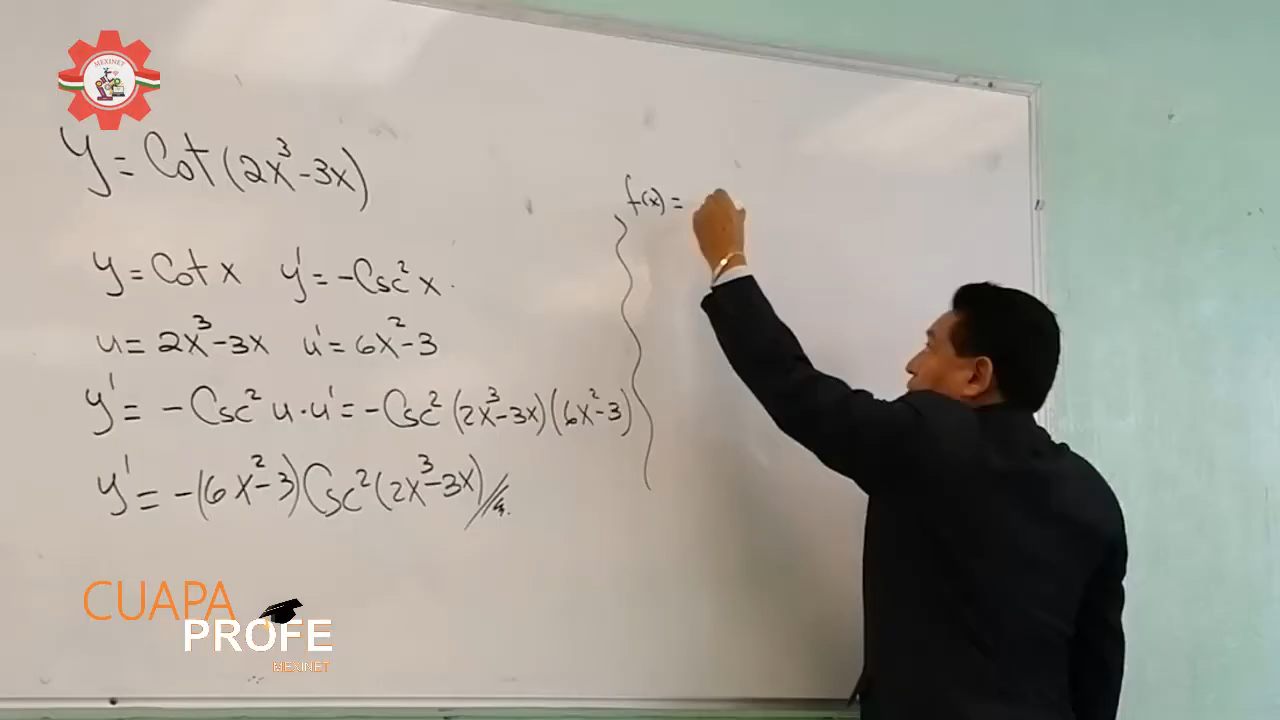 MEXINET
y = Cot (2x³ - 3x)
y = Cot x   y' = -Csc² x.
u = 2x³ - 3x   u' = 6x² - 3
y' = -Csc² u · u' = -Csc² (2x³ - 3x)(6x² - 3)
y' = -(6x² - 3) Csc² (2x³ - 3x)//
f(x) =
CUAPA
PROFE
MEXINET